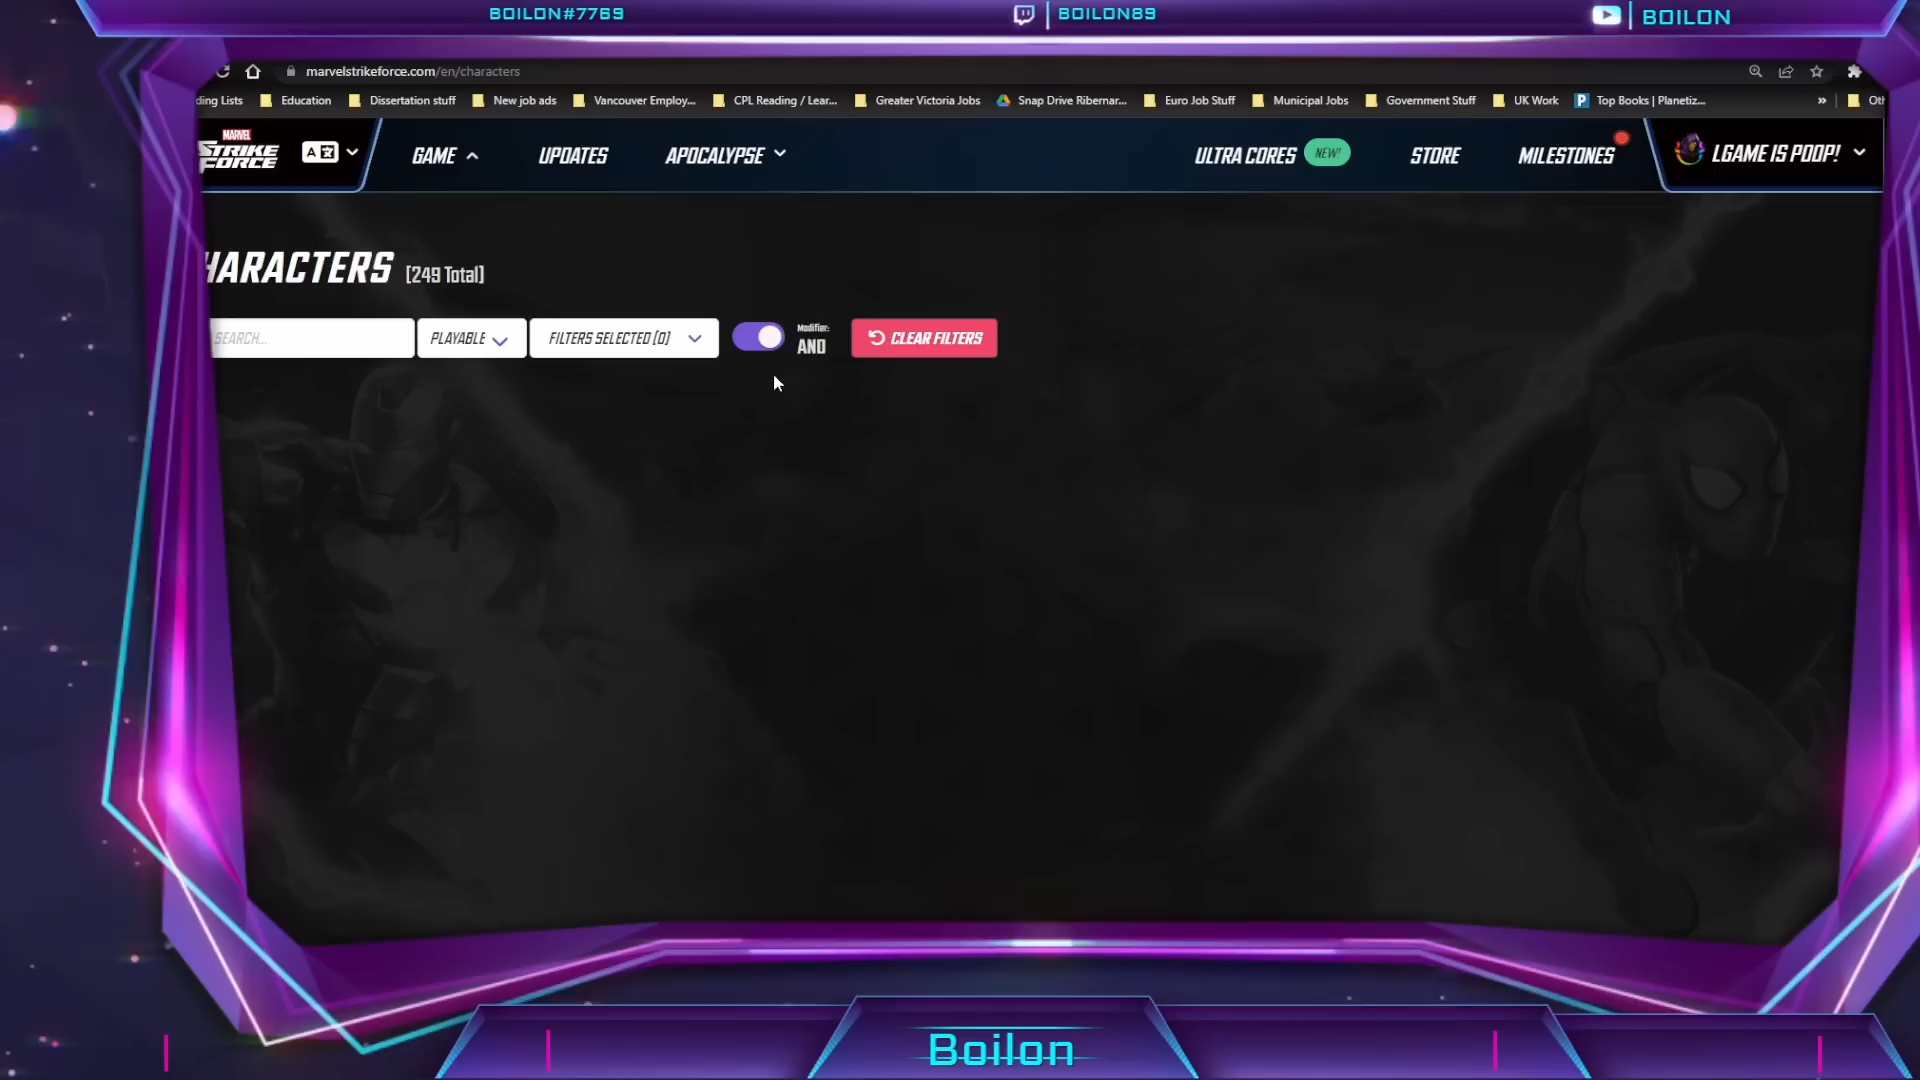 BOILON#7769
BOILON89
BOILON
marvelstrikeforce.com/en/characters
ding Lists
Education
Dissertation stuff
New job ads
Vancouver Employ...
CPL Reading / Lear...
Greater Victoria Jobs
Snap Drive Ribernar...
Euro Job Stuff
Municipal Jobs
Government Stuff
UK Work
P
Top Books | Planetiz...
»
Oth
MARVEL
STRIKE
FORCE
A
GAME
UPDATES
APOCALYPSE
ULTRA CORES
NEW!
STORE
MILESTONES
LGAME IS POOP!
HARACTERS [249 Total]
SEARCH...
PLAYABLE
FILTERS SELECTED [0]
Modifier:
AND
CLEAR FILTERS
Boilon